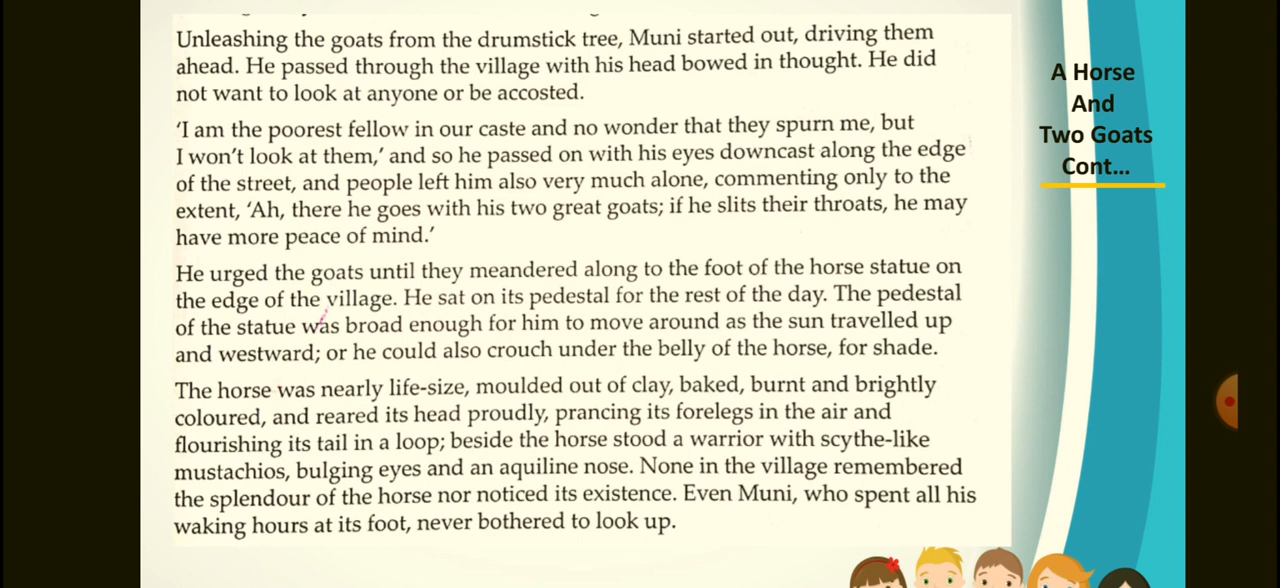 Unleashing the goats from the drumstick tree, Muni started out, driving them
ahead. He passed through the village with his head bowed in thought. He did
not want to look at anyone or be accosted.
‘I am the poorest fellow in our caste and no wonder that they spurn me, but
I won’t look at them,’ and so he passed on with his eyes downcast along the edge
of the street, and people left him also very much alone, commenting only to the
extent, ‘Ah, there he goes with his two great goats; if he slits their throats, he may
have more peace of mind.’
He urged the goats until they meandered along to the foot of the horse statue on
the edge of the village. He sat on its pedestal for the rest of the day. The pedestal
of the statue was broad enough for him to move around as the sun travelled up
and westward; or he could also crouch under the belly of the horse, for shade.
The horse was nearly life-size, moulded out of clay, baked, burnt and brightly
coloured, and reared its head proudly, prancing its forelegs in the air and
flourishing its tail in a loop; beside the horse stood a warrior with scythe-like
mustachios, bulging eyes and an aquiline nose. None in the village remembered
the splendour of the horse nor noticed its existence. Even Muni, who spent all his
waking hours at its foot, never bothered to look up.
A Horse
And
Two Goats
Cont...